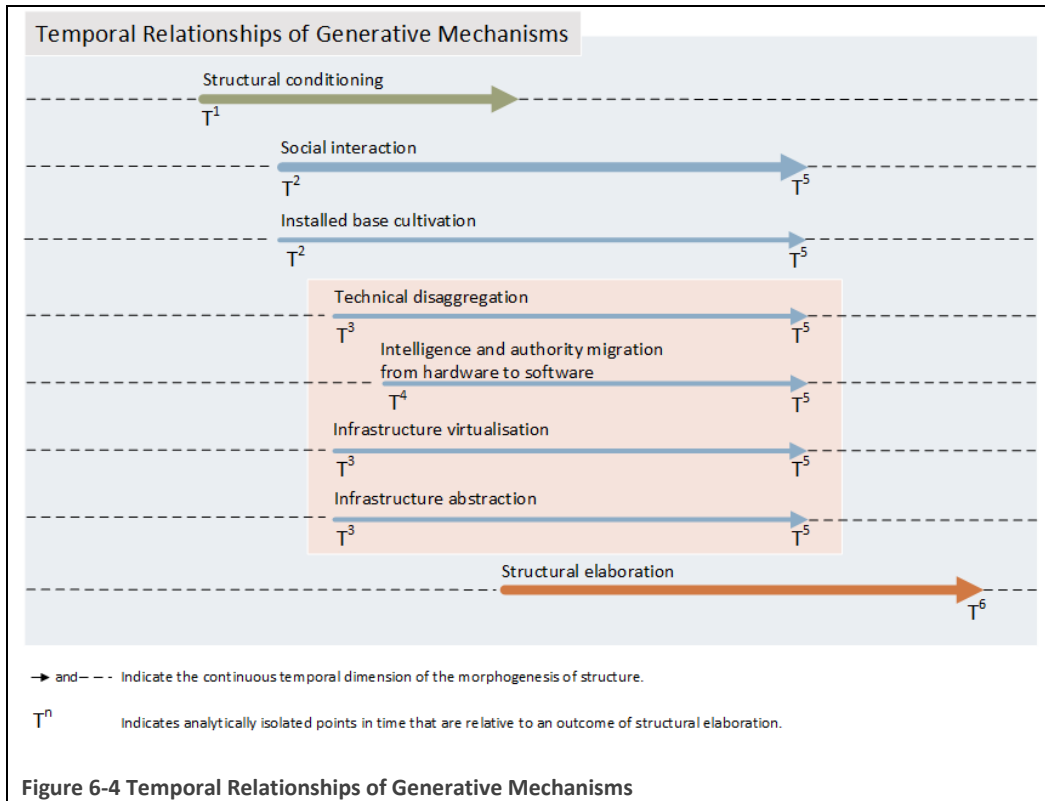 Temporal Relationships of Generative Mechanisms
Structural conditioning
T¹
Social interaction
T² T⁵
Installed base cultivation
T² T⁵
Technical disaggregation
T³ T⁵
Intelligence and authority migration
from hardware to software
T⁴ T⁵
Infrastructure virtualisation
T³ T⁵
Infrastructure abstraction
T³ T⁵
Structural elaboration
T⁶
and Indicate the continuous temporal dimension of the morphogenesis of structure.
Tⁿ Indicates analytically isolated points in time that are relative to an outcome of structural elaboration.
Figure 6-4 Temporal Relationships of Generative Mechanisms